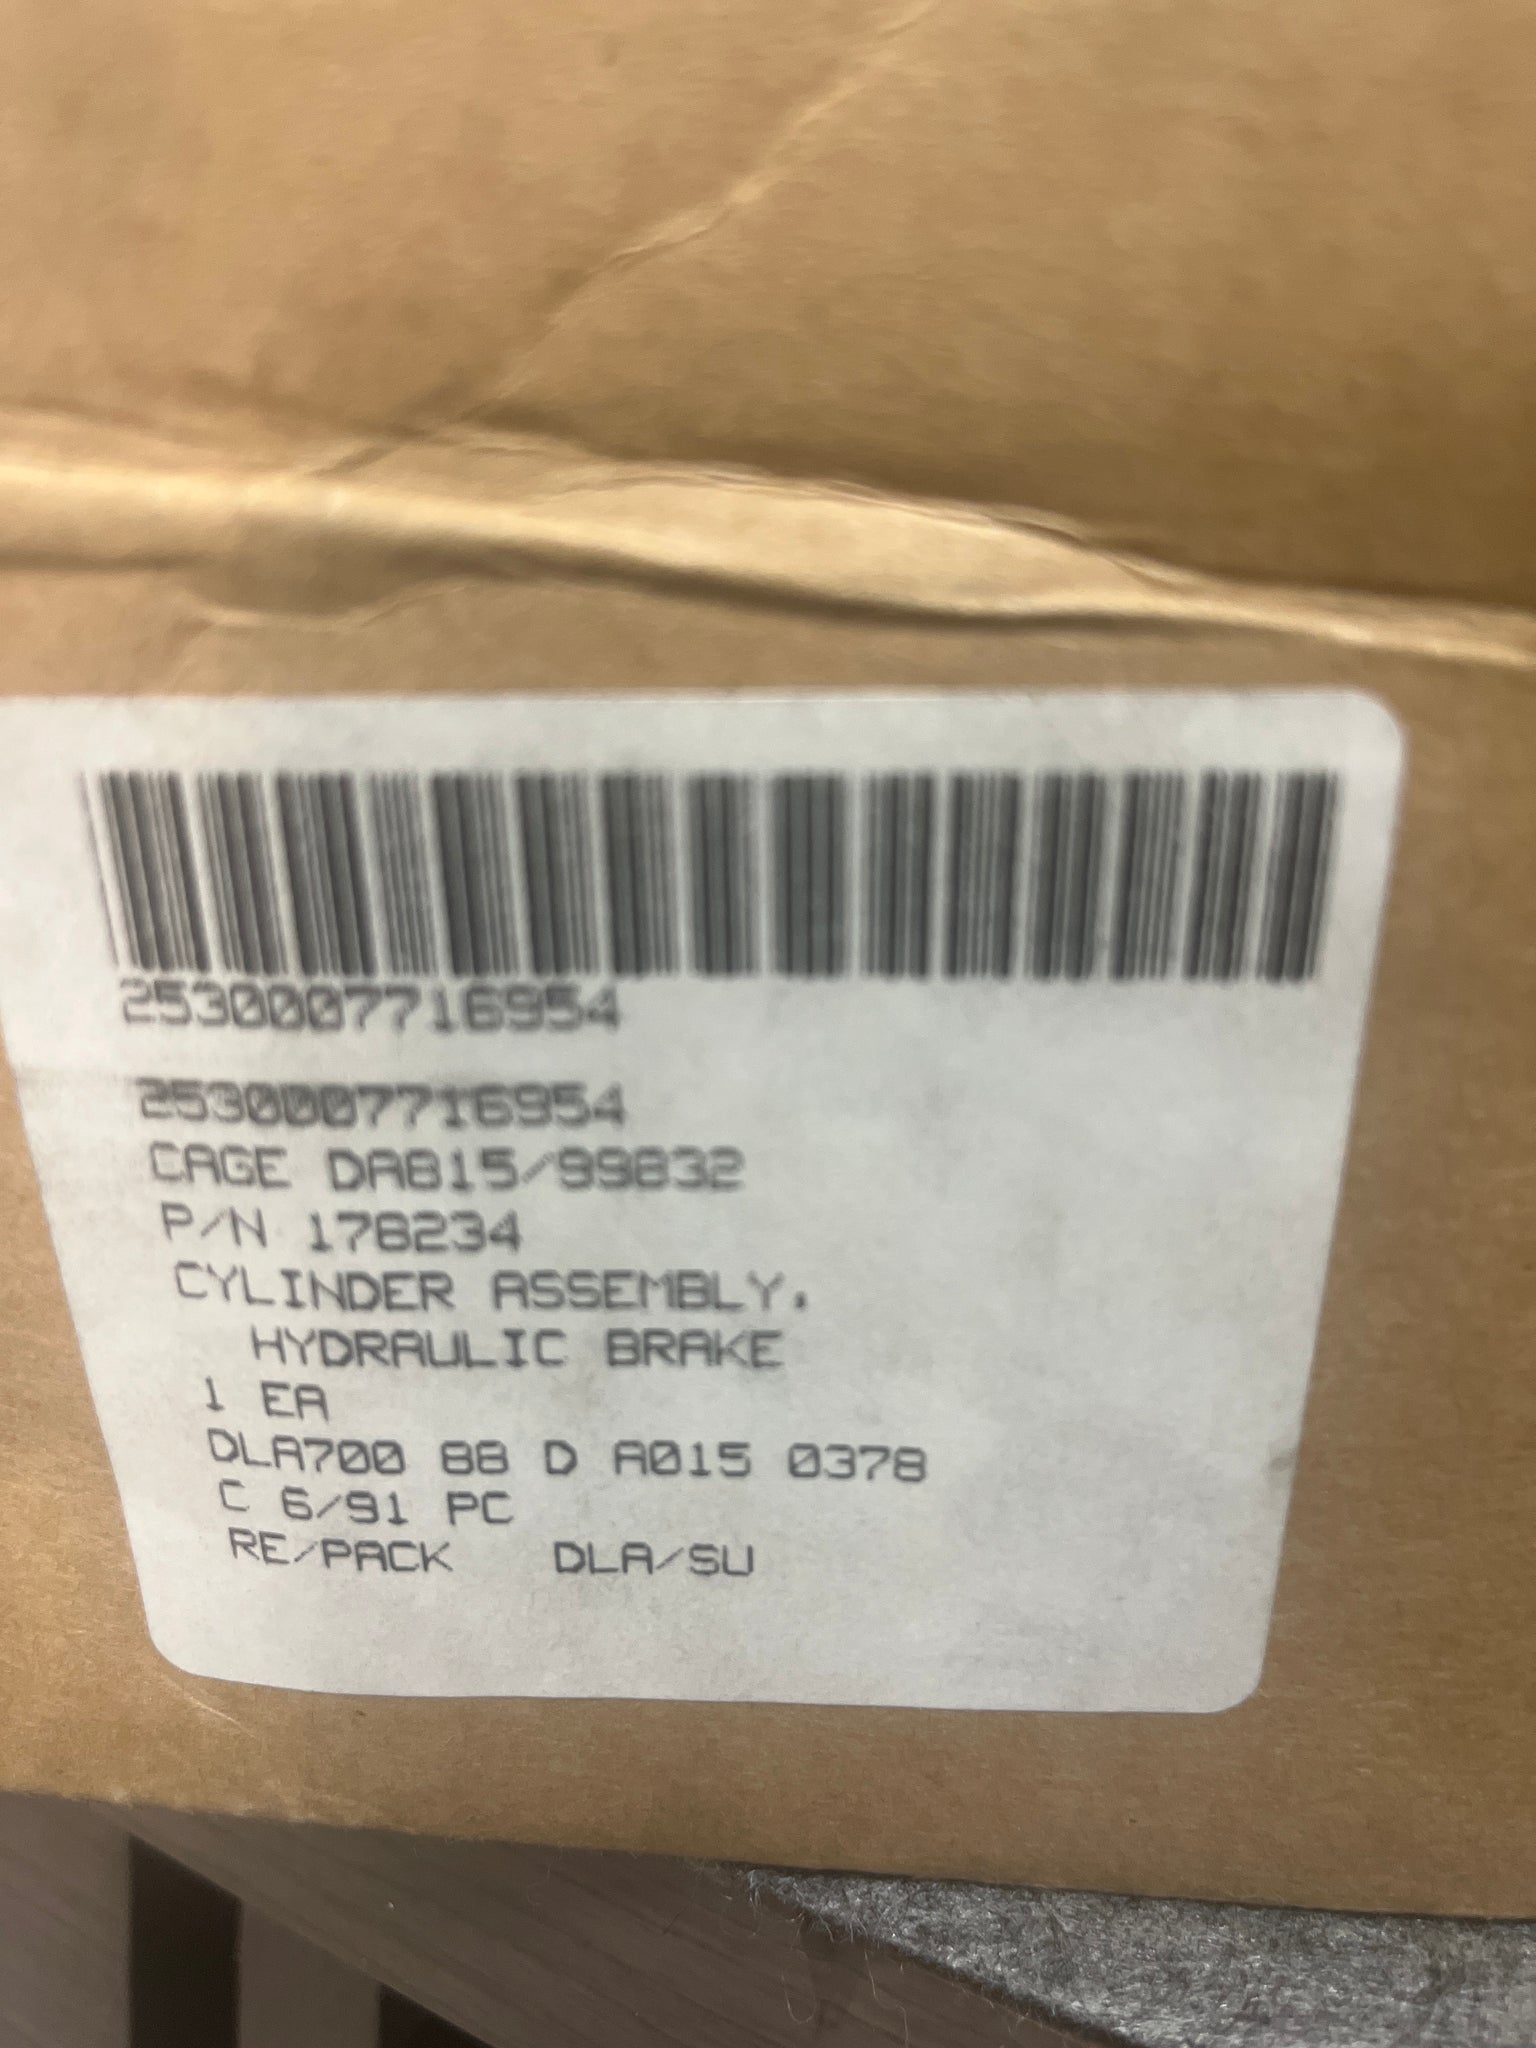 2530007716954
2530007716954
CAGE DA815/99832
P/N 178234
CYLINDER ASSEMBLY,
HYDRAULIC BRAKE
1 EA
DLA700 88 D A015 0378
C 6/91 PC
RE/PACK DLA/SU